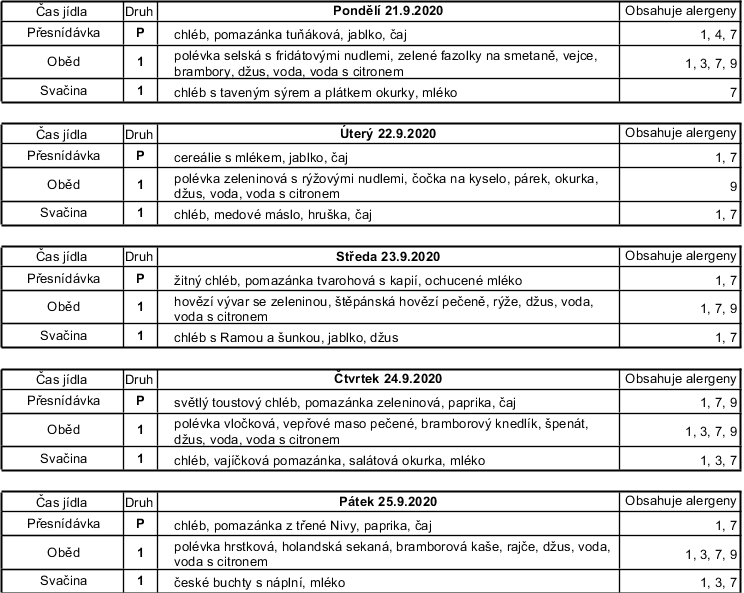 Čas jídla Druh Pondělí 21.9.2020 Obsahuje alergeny
Přesnídávka P chléb, pomazánka tuňáková, jablko, čaj 1, 4, 7
Oběd 1 polévka selská s fridátovými nudlemi, zelené fazolky na smetaně, vejce, 1, 3, 7, 9
brambory, džus, voda, voda s citronem
Svačina 1 chléb s taveným sýrem a plátkem okurky, mléko 7
Čas jídla Druh Úterý 22.9.2020 Obsahuje alergeny
Přesnídávka P cereálie s mlékem, jablko, čaj 1, 7
Oběd 1 polévka zeleninová s rýžovými nudlemi, čočka na kyselo, párek, okurka, 9
džus, voda, voda s citronem
Svačina 1 chléb, medové máslo, hruška, čaj 1, 7
Čas jídla Druh Středa 23.9.2020 Obsahuje alergeny
Přesnídávka P žitný chléb, pomazánka tvarohová s kapií, ochucené mléko 1, 7
Oběd 1 hovězí vývar se zeleninou, štěpánská hovězí pečeně, rýže, džus, voda, 1, 7, 9
voda s citronem
Svačina 1 chléb s Ramou a šunkou, jablko, džus 1, 7
Čas jídla Druh Čtvrtek 24.9.2020 Obsahuje alergeny
Přesnídávka P světlý toustový chléb, pomazánka zeleninová, paprika, čaj 1, 7, 9
Oběd 1 polévka vločková, vepřové maso pečené, bramborový knedlík, špenát, 1, 3, 7, 9
džus, voda, voda s citronem
Svačina 1 chléb, vajíčková pomazánka, salátová okurka, mléko 1, 3, 7
Čas jídla Druh Pátek 25.9.2020 Obsahuje alergeny
Přesnídávka P chléb, pomazánka z třené Nivy, paprika, čaj 1, 7
Oběd 1 polévka hrstková, holandská sekaná, bramborová kaše, rajče, džus, voda, 1, 3, 7, 9
voda s citronem
Svačina 1 české buchty s náplní, mléko 1, 3, 7